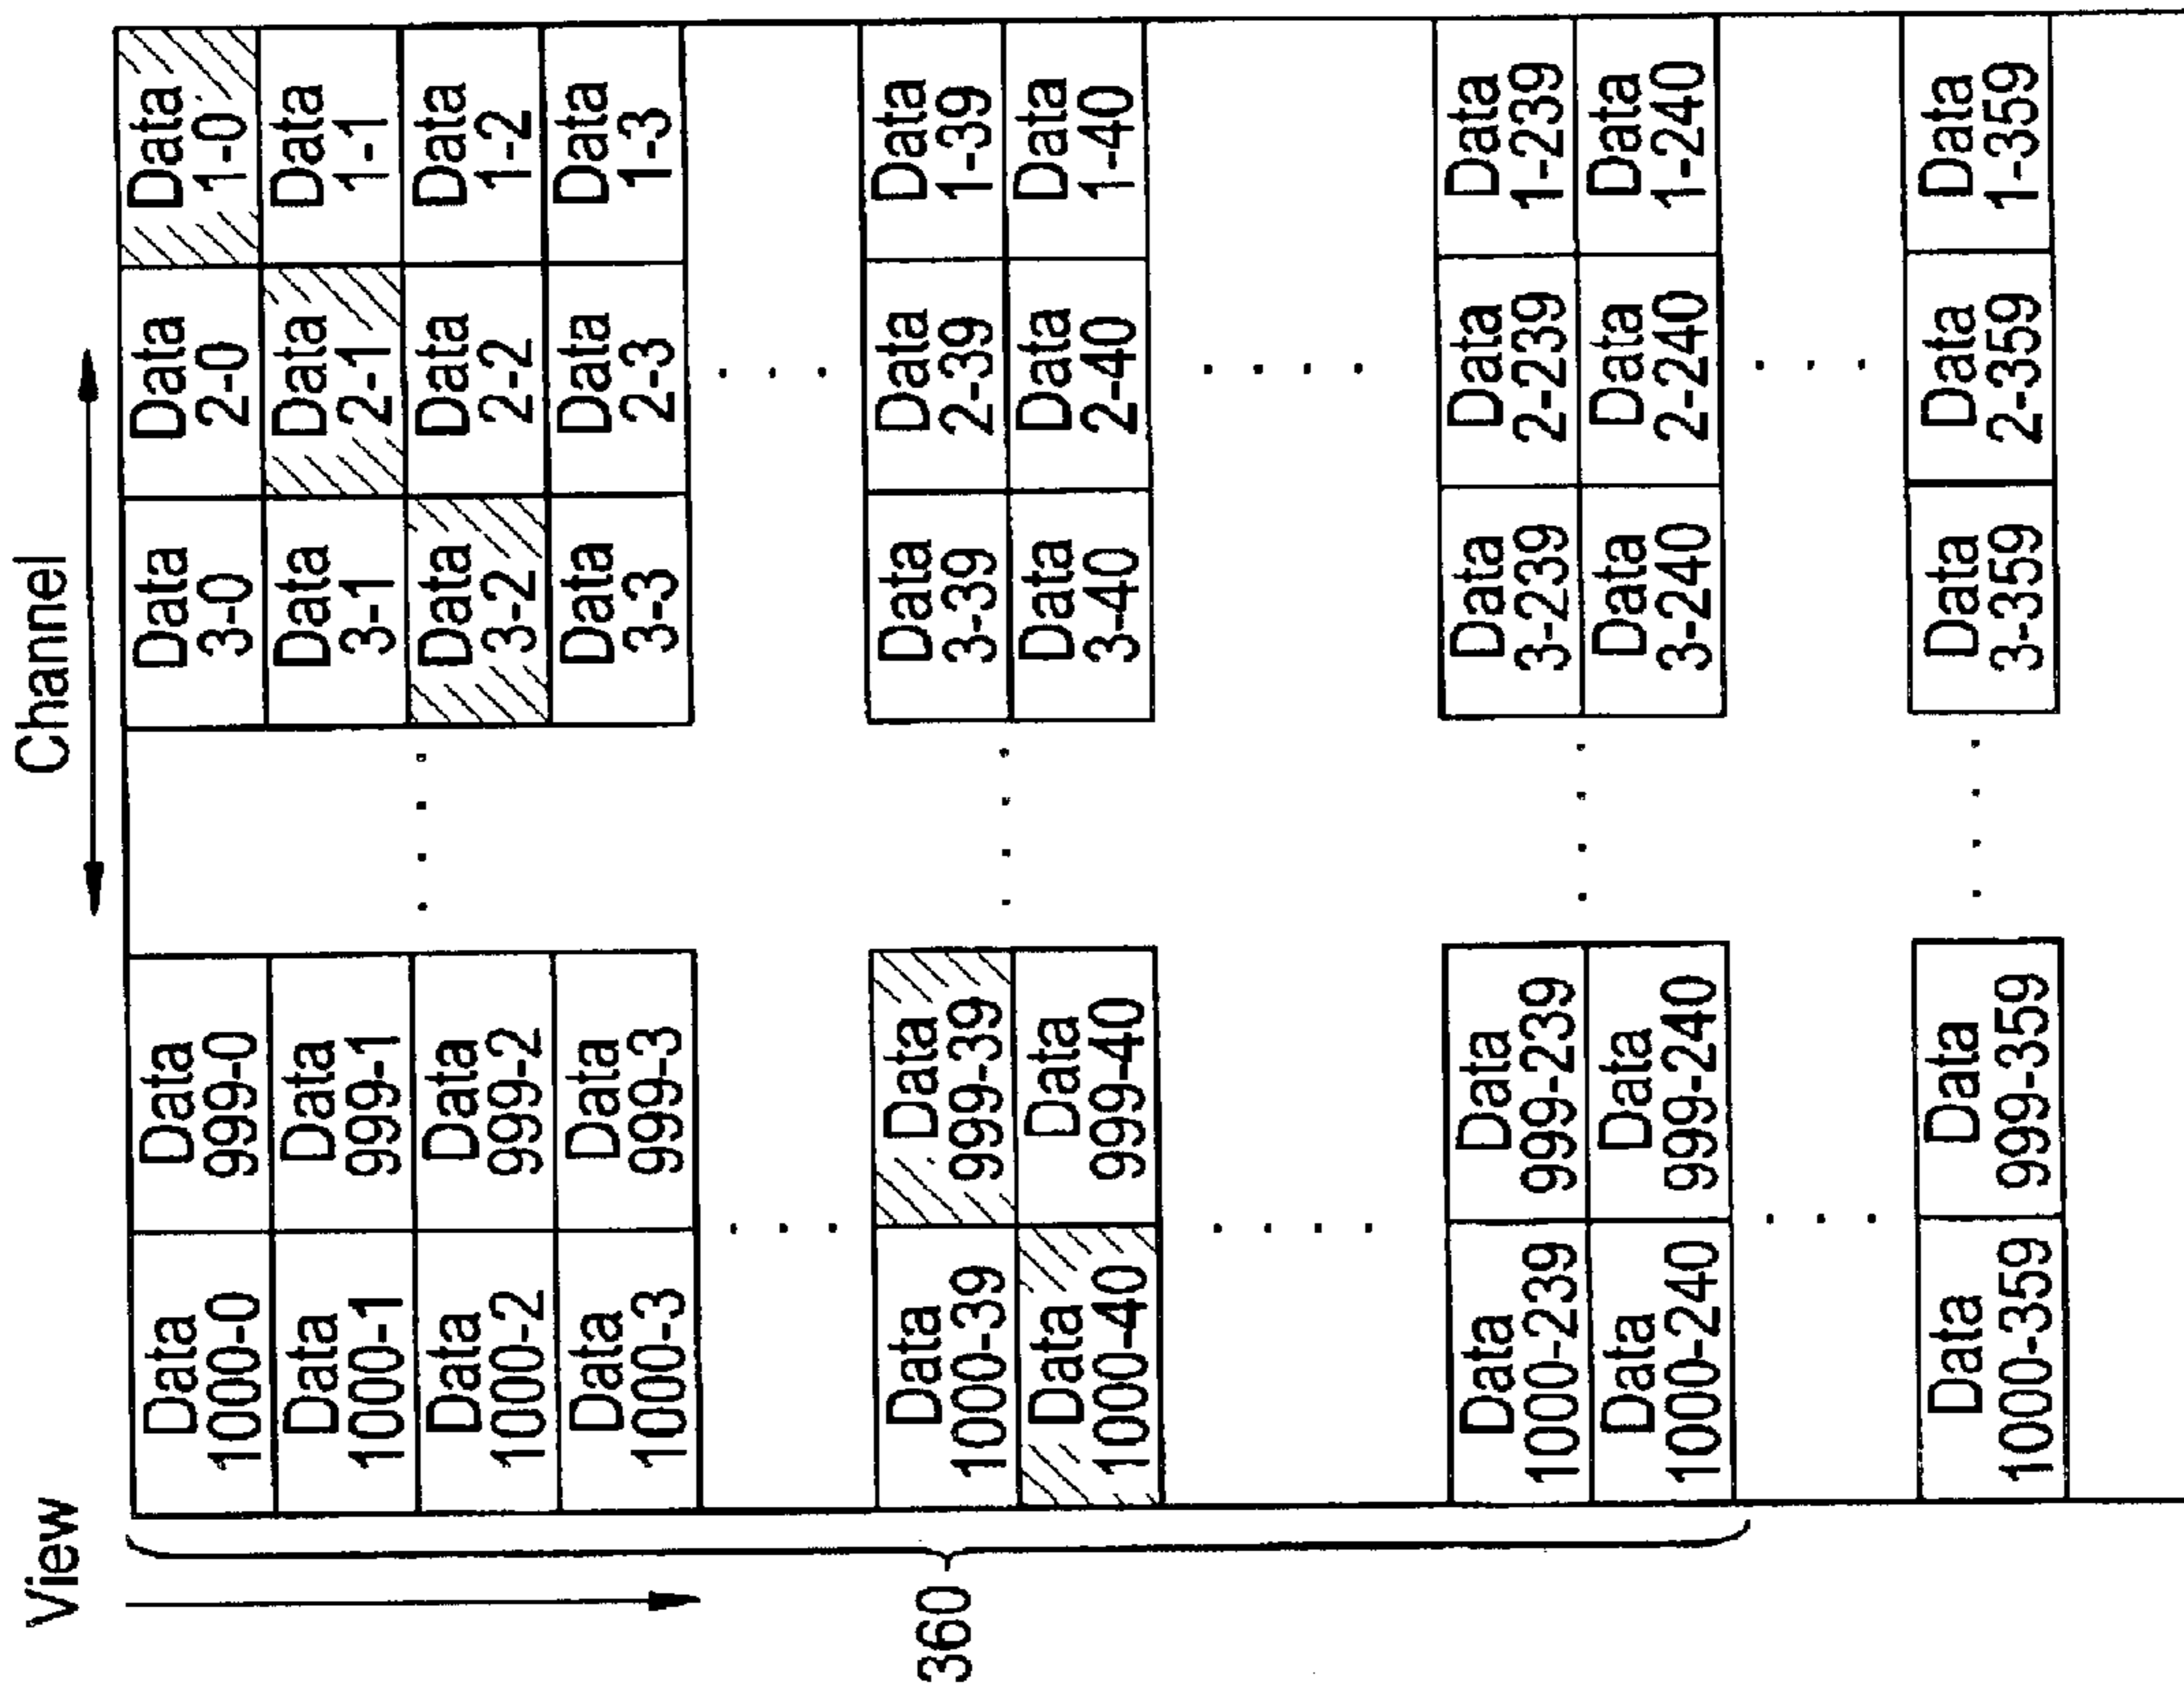 View
Channel
Data
1000-0
Data
999-0
Data
3-0
Data
2-0
Data
1-0
Data
1000-1
Data
999-1
Data
3-1
Data
2-1
Data
1-1
Data
1000-2
Data
999-2
Data
3-2
Data
2-2
Data
1-2
Data
1000-3
Data
999-3
Data
3-3
Data
2-3
Data
1-3
360
Data
1000-39
Data
999-39
Data
3-39
Data
2-39
Data
1-39
Data
1000-40
Data
999-40
Data
3-40
Data
2-40
Data
1-40
Data
1000-239
Data
999-239
Data
3-239
Data
2-239
Data
1-239
Data
1000-240
Data
999-240
Data
3-240
Data
2-240
Data
1-240
Data
1000-359
Data
999-359
Data
3-359
Data
2-359
Data
1-359